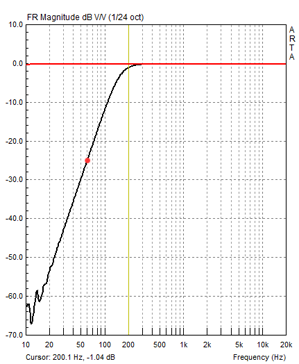 FR Magnitude dB V/V (1/24 oct)
10.0
A
R
T
A
0.0
-10.0
-20.0
-30.0
-40.0
-50.0
-60.0
-70.0
10 20 50 100 200 500 1k 2k 5k 10k 20k
Cursor: 200.1 Hz, -1.04 dB Frequency (Hz)